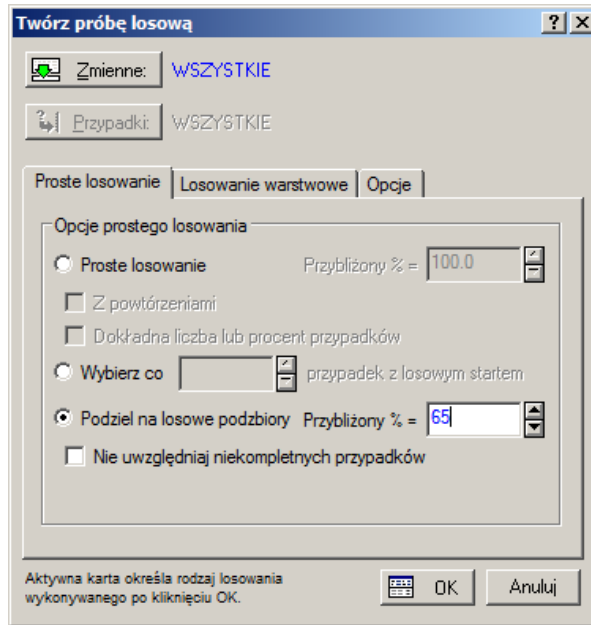 Twórz próbę losową
Zmienne: WSZYSTKIE
Przypadki: WSZYSTKIE
Proste losowanie Losowanie warstwowe Opcje
Opcje prostego losowania
Proste losowanie Przybliżony % = 100.0
Z powtórzeniami
Dokładna liczba lub procent przypadków
Wybierz co przypadek z losowym startem
Podziel na losowe podzbiory Przybliżony % = 65
Nie uwzględniaj niekompletnych przypadków
Aktywna karta określa rodzaj losowania
wykonywanego po kliknięciu OK.
OK Anuluj